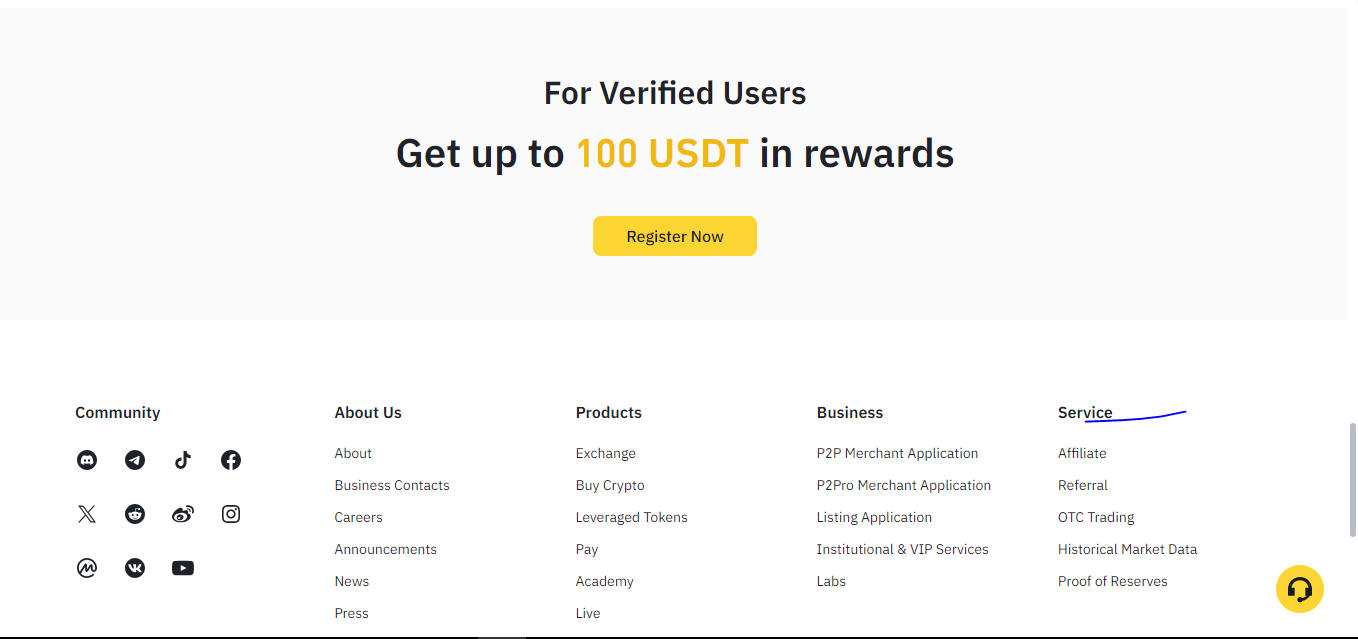 For Verified Users
Get up to 100 USDT in rewards
Register Now
Community
About Us
About
Business Contacts
Careers
Announcements
News
Press
Products
Exchange
Buy Crypto
Leveraged Tokens
Pay
Academy
Live
Business
P2P Merchant Application
P2Pro Merchant Application
Listing Application
Institutional & VIP Services
Labs
Service
Affiliate
Referral
OTC Trading
Historical Market Data
Proof of Reserves